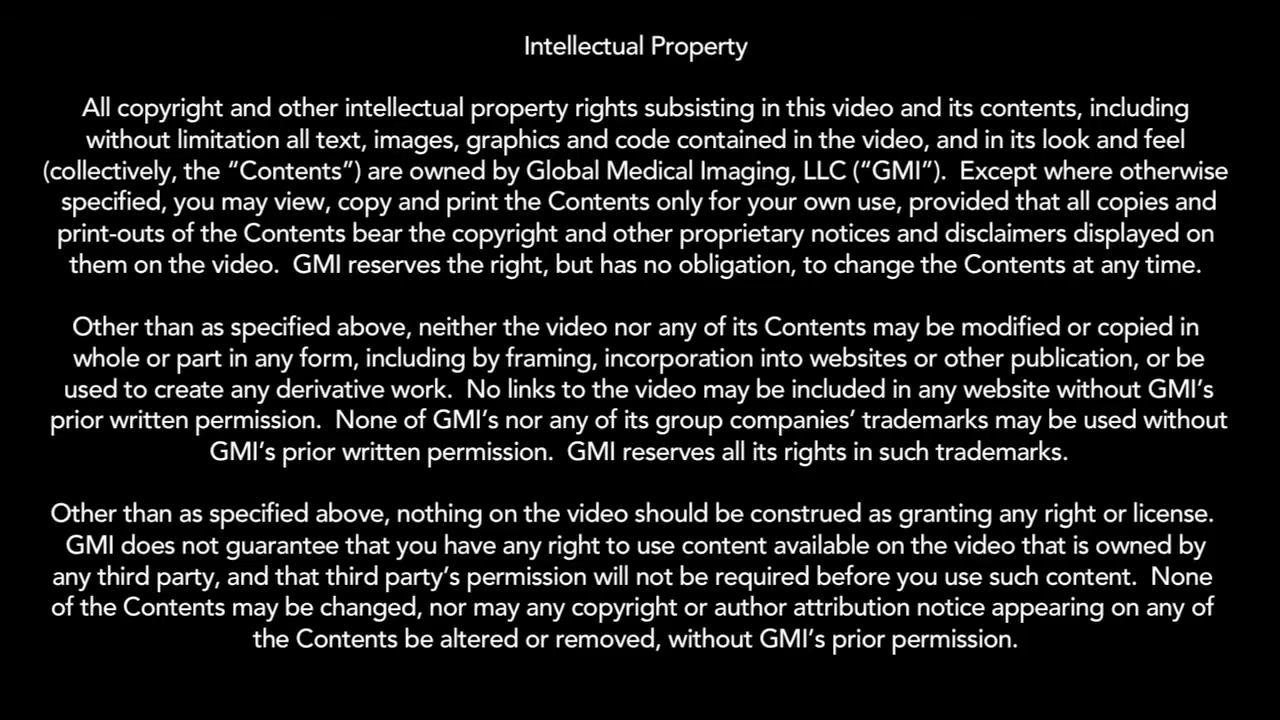 Intellectual Property
All copyright and other intellectual property rights subsisting in this video and its contents, including
without limitation all text, images, graphics and code contained in the video, and in its look and feel
(collectively, the “Contents”) are owned by Global Medical Imaging, LLC (“GMI”).  Except where otherwise
specified, you may view, copy and print the Contents only for your own use, provided that all copies and
print-outs of the Contents bear the copyright and other proprietary notices and disclaimers displayed on
them on the video.  GMI reserves the right, but has no obligation, to change the Contents at any time.
Other than as specified above, neither the video nor any of its Contents may be modified or copied in
whole or part in any form, including by framing, incorporation into websites or other publication, or be
used to create any derivative work.  No links to the video may be included in any website without GMI’s
prior written permission.  None of GMI’s nor any of its group companies’ trademarks may be used without
GMI’s prior written permission.  GMI reserves all its rights in such trademarks.
Other than as specified above, nothing on the video should be construed as granting any right or license.
GMI does not guarantee that you have any right to use content available on the video that is owned by
any third party, and that third party’s permission will not be required before you use such content.  None
of the Contents may be changed, nor may any copyright or author attribution notice appearing on any of
the Contents be altered or removed, without GMI’s prior permission.